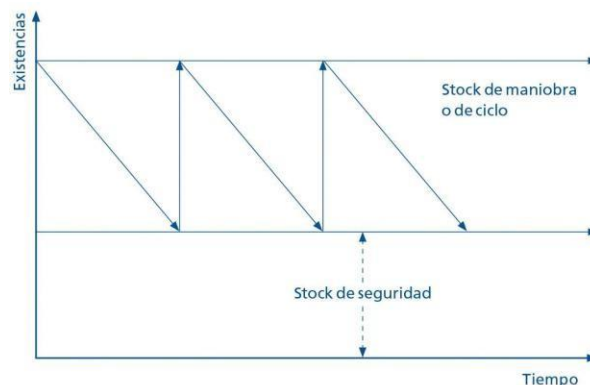 Existencias
Stock de maniobra
o de ciclo
Stock de seguridad
Tiempo